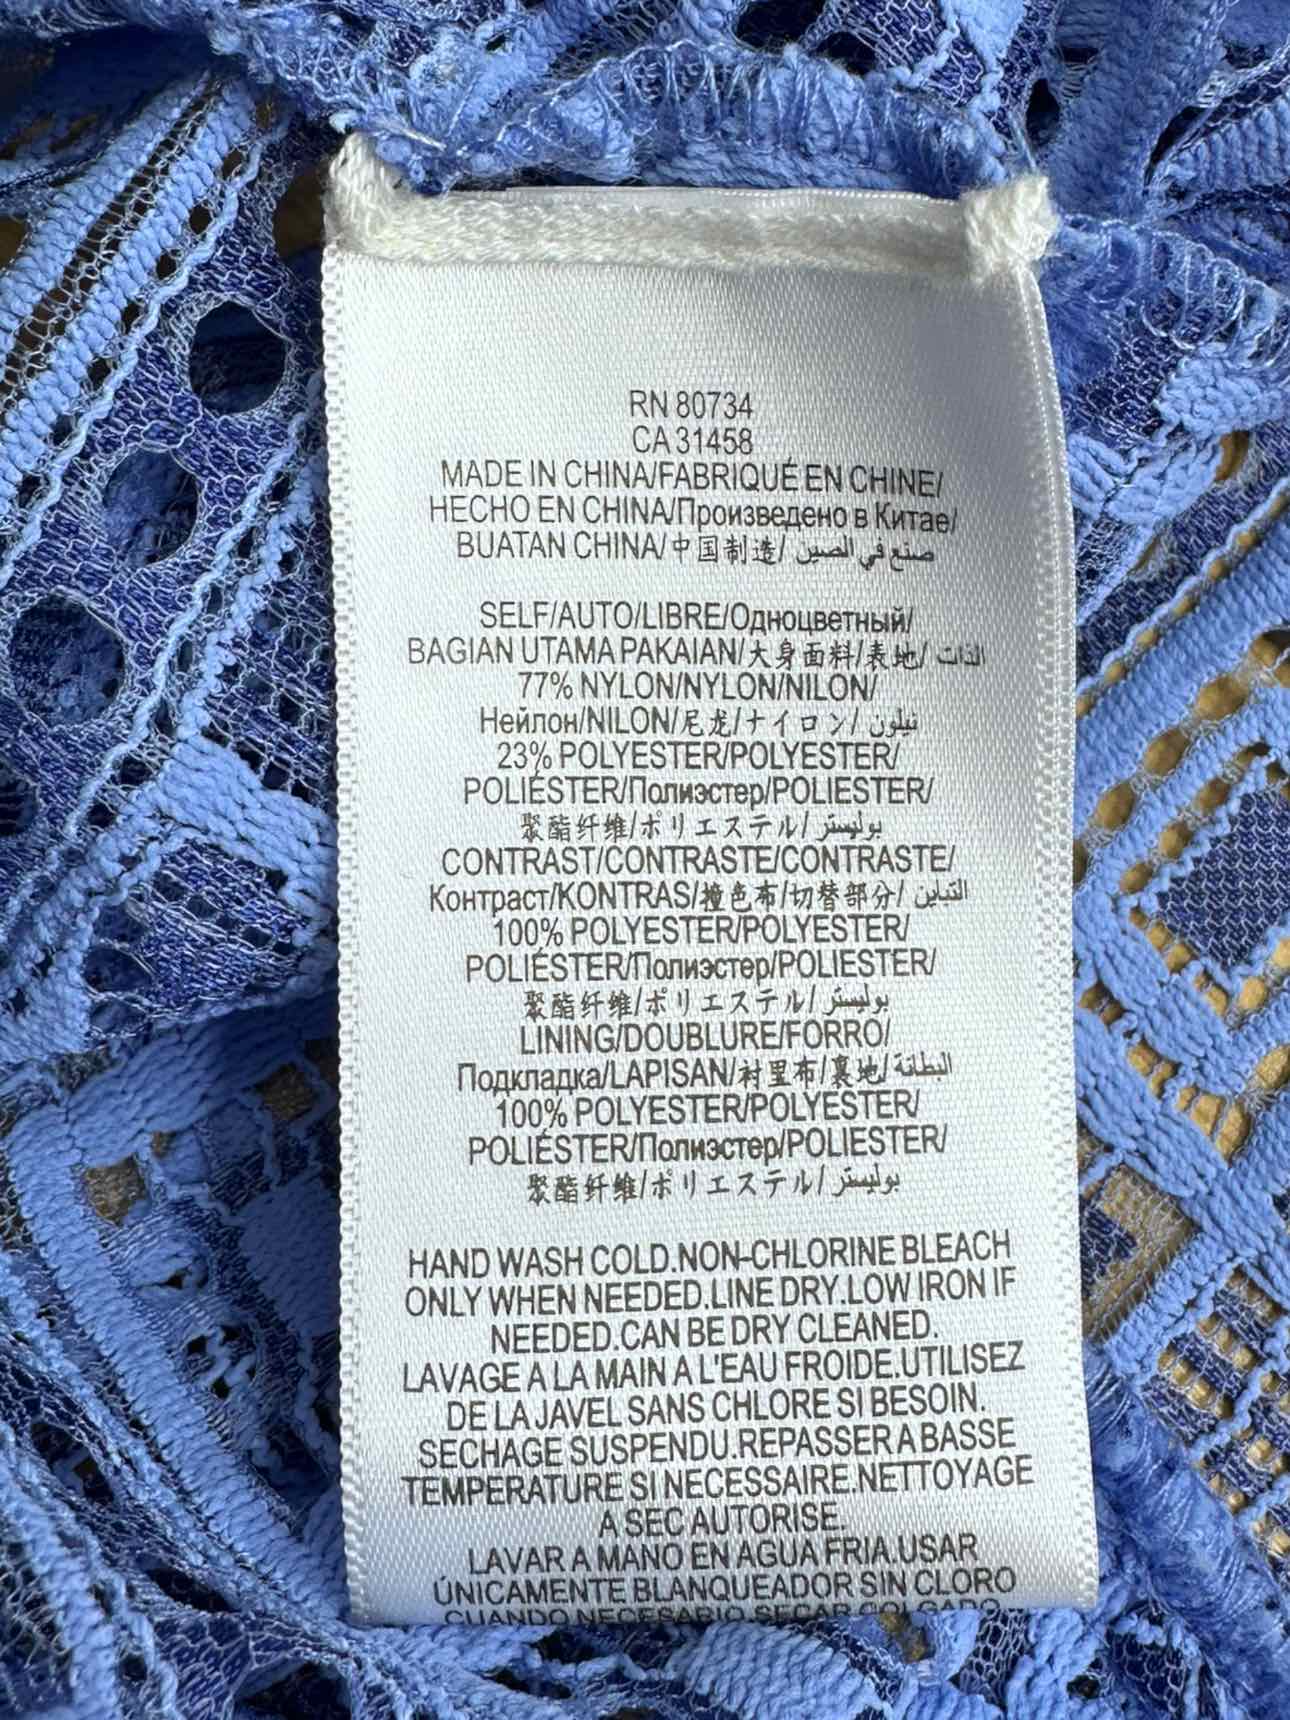 RN 80734
CA 31458
MADE IN CHINA/FABRIQUÉ EN CHINE/
HECHO EN CHINA/Произведено в Китае/
BUATAN CHINA/中国制造/ صنع في الصين
SELF/AUTO/LIBRE/Одноцветный/
BAGIAN UTAMA PAKAIAN/大身面料/表地/ الذات
77% NYLON/NYLON/NILON/
Нейлон/NILON/尼龙/ナイロン/ نيلون
23% POLYESTER/POLYESTER/
POLIÉSTER/Полиэстер/POLIESTER/
聚酯纤维/ポリエステル/ بوليستر
CONTRAST/CONTRASTE/CONTRASTE/
Контраст/KONTRAS/撞色布/切替部分/ التباين
100% POLYESTER/POLYESTER/
POLIÉSTER/Полиэстер/POLIESTER/
聚酯纤维/ポリエステル/ بوليستر
LINING/DOUBLURE/FORRO/
Подкладка/LAPISAN/衬里布/裏地/ البطانة
100% POLYESTER/POLYESTER/
POLIÉSTER/Полиэстер/POLIESTER/
聚酯纤维/ポリエステル/ بوليستر
HAND WASH COLD.NON-CHLORINE BLEACH
ONLY WHEN NEEDED.LINE DRY.LOW IRON IF
NEEDED.CAN BE DRY CLEANED.
LAVAGE A LA MAIN A L'EAU FROIDE.UTILISEZ
DE LA JAVEL SANS CHLORE SI BESOIN.
SECHAGE SUSPENDU.REPASSER A BASSE
TEMPERATURE SI NECESSAIRE.NETTOYAGE
A SEC AUTORISE.
LAVAR A MANO EN AGUA FRIA.USAR
ÚNICAMENTE BLANQUEADOR SIN CLORO
CUANDO NECESARIO.SECAR COLGADO